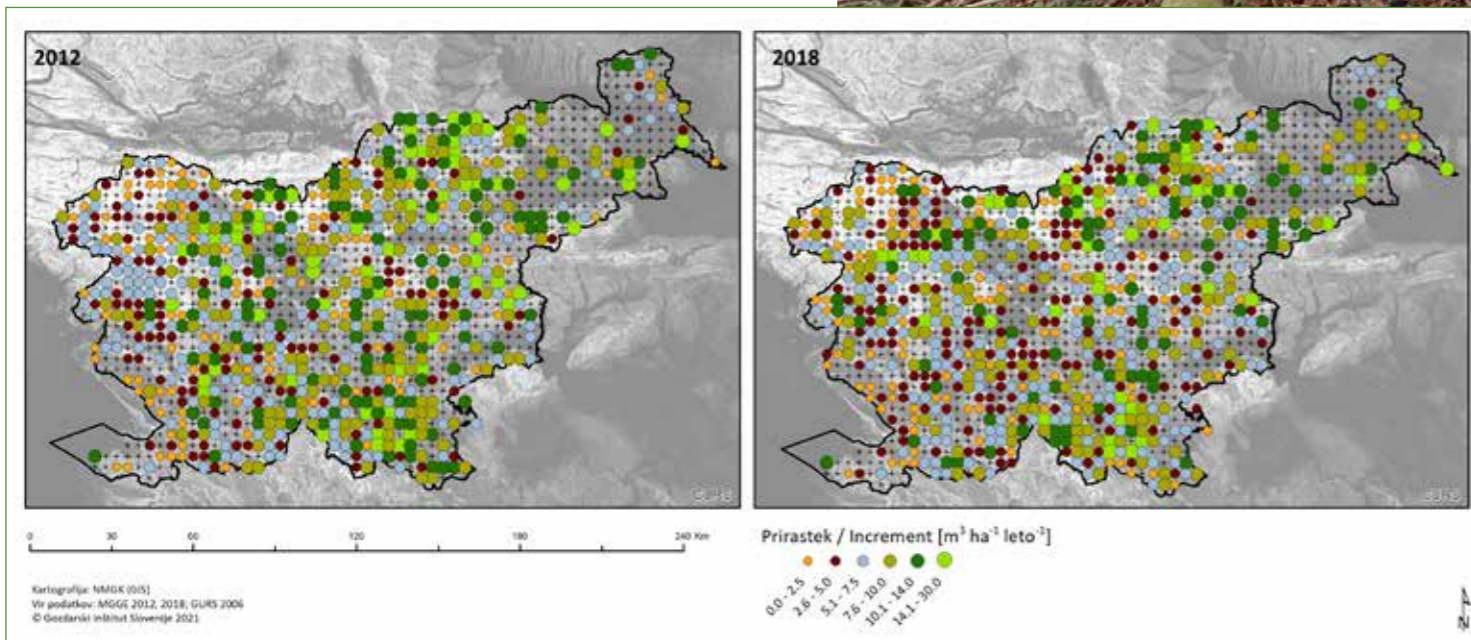 2012
2018
GURS
GURS
0 30 60 120 180 240 Km
Prirastek / Increment [m³ ha⁻¹ leto⁻¹]
0.0 - 2.5
2.6 - 5.0
5.1 - 7.5
7.6 - 10.0
10.1 - 14.0
14.1 - 30.0
Kartografija: NMGK (GIS)
Vir podatkov: MGGE 2012, 2018; GURS 2006
© Gozdarski inštitut Slovenije 2021
N